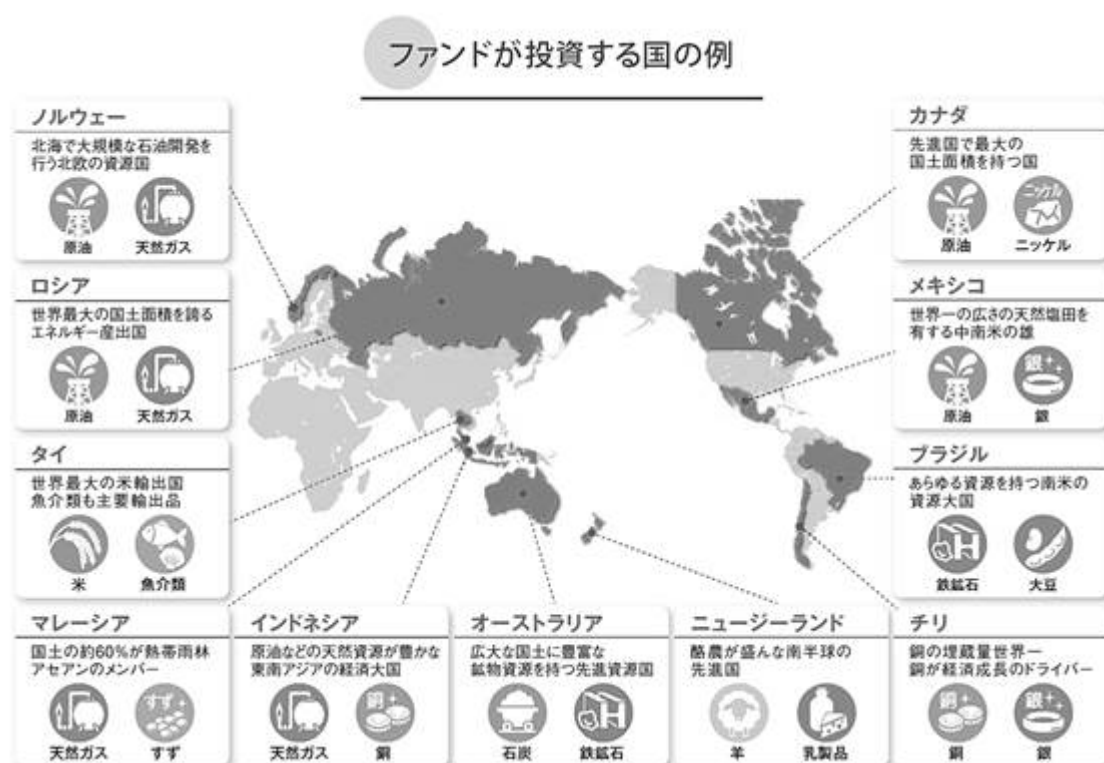 ファンドが投資する国の例
ノルウェー
北海で大規模な石油開発を
行う北欧の資源国
原油
天然ガス
ロシア
世界最大の国土面積を誇る
エネルギー産出国
原油
天然ガス
タイ
世界最大の米輸出国
魚介類も主要輸出品
米
魚介類
マレーシア
国土の約60%が熱帯雨林
アセアンのメンバー
天然ガス
すず
すず
インドネシア
原油などの天然資源が豊かな
東南アジアの経済大国
天然ガス
銅
銅
オーストラリア
広大な国土に豊富な
鉱物資源を持つ先進資源国
石炭
鉄鉱石
ニュージーランド
酪農が盛んな南半球の
先進国
羊
乳製品
カナダ
先進国で最大の
国土面積を持つ国
原油
ニッケル
ニッケル
メキシコ
世界一の広さの天然塩田を
有する中南米の雄
原油
銀
銀
ブラジル
あらゆる資源を持つ南米の
資源大国
鉄鉱石
大豆
チリ
銅の埋蔵量世界一
銅が経済成長のドライバー
銅
銅
銀
銀